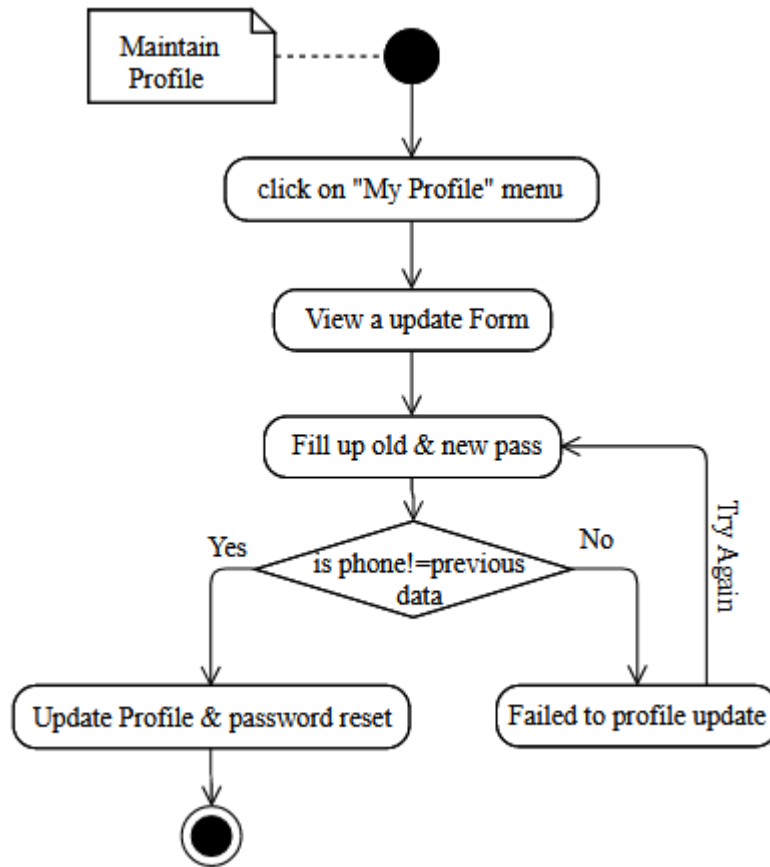 Maintain
Profile
click on "My Profile" menu
View a update Form
Fill up old & new pass
Yes
No
is phone!=previous
data
Try Again
Update Profile & password reset
Failed to profile update